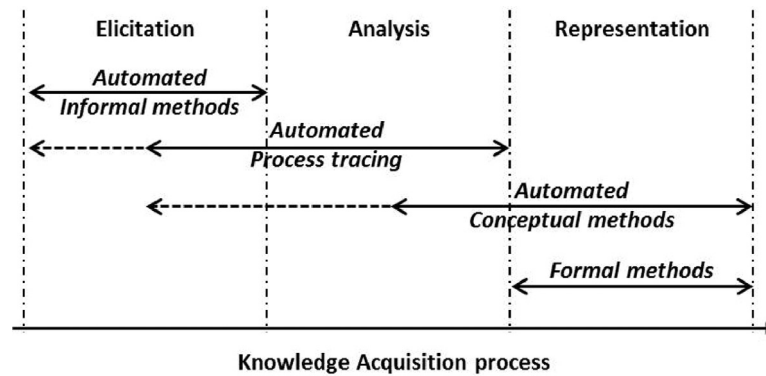 Elicitation Analysis Representation
Automated
Informal methods
Automated
Process tracing
Automated
Conceptual methods
Formal methods
Knowledge Acquisition process